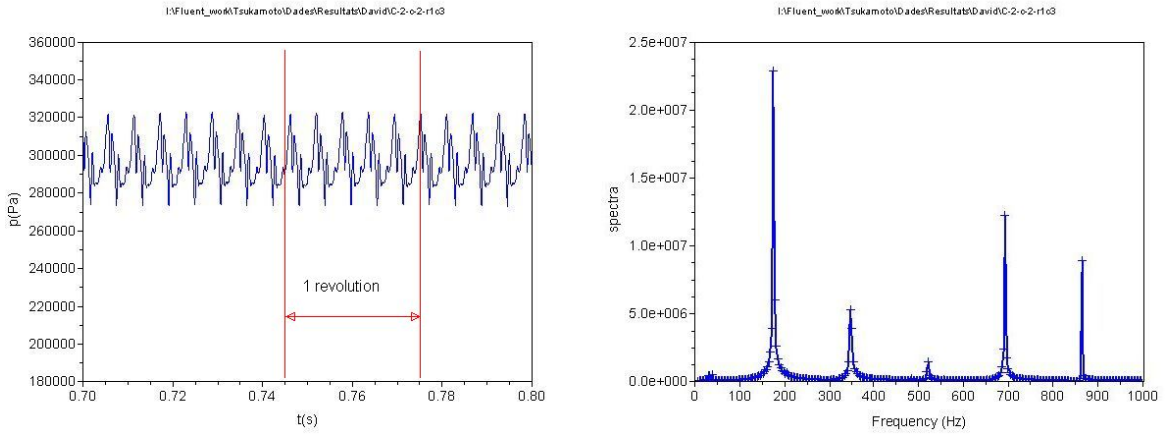 I:\Fluent_work\Tsukamoto\Dades\Resultats\David\C-2-o-2-r1o3
360000
340000
320000
300000
280000
260000
240000
220000
200000
180000
p(Pa)
1 revolution
0.70 0.72 0.74 0.76 0.78 0.80
t(s)
I:\Fluent_work\Tsukamoto\Dades\Resultats\David\C-2-o-2-r1o3
2.5e+007
2.0e+007
1.5e+007
1.0e+007
5.0e+006
0.0e+000
spectra
0 100 200 300 400 500 600 700 800 900 1000
Frequency (Hz)